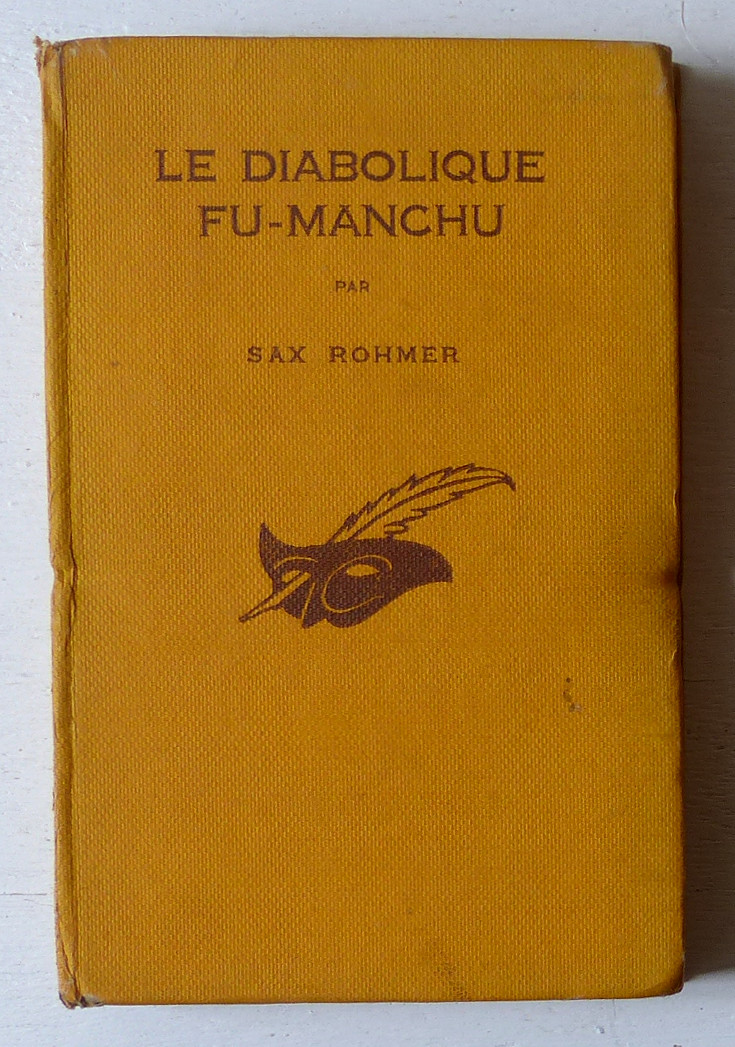 LE DIABOLIQUE
FU-MANCHU
PAR
SAX ROHMER